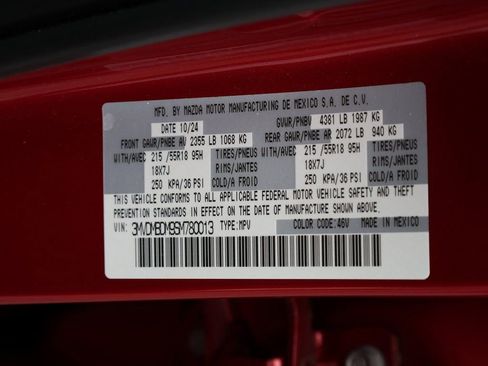 MFD. BY MAZDA MOTOR MANUFACTURING DE MEXICO S.A. DE C.V.
DATE 10/24 GVWR/PNBV 4381 LB 1987 KG
FRONT GAWR/PNBE AV 2355 LB 1068 KG REAR GAWR/PNBE AR 2072 LB 940 KG
WITH/AVEC 215 /55R18 95H TIRES/PNEUS WITH/AVEC 215 /55R18 95H TIRES/PNEUS
18X7J RIMS/JANTES 18X7J RIMS/JANTES
250 KPA/36 PSI COLD/A FROID 250 KPA/36 PSI COLD/A FROID
THIS VEHICLE CONFORMS TO ALL APPLICABLE FEDERAL MOTOR VEHICLE SAFETY AND THEFT
PREVENTION STANDARDS IN EFFECT ON THE DATE OF MANUFACTURE SHOWN ABOVE.
VIN: 3MVDMBDM9SM780013 TYPE:MPV COLOR CODE:46V MADE IN MEXICO